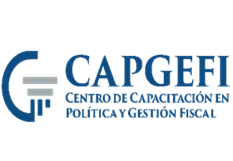 CAPGEFI
CENTRO DE CAPACITACIÓN EN
POLÍTICA Y GESTIÓN FISCAL